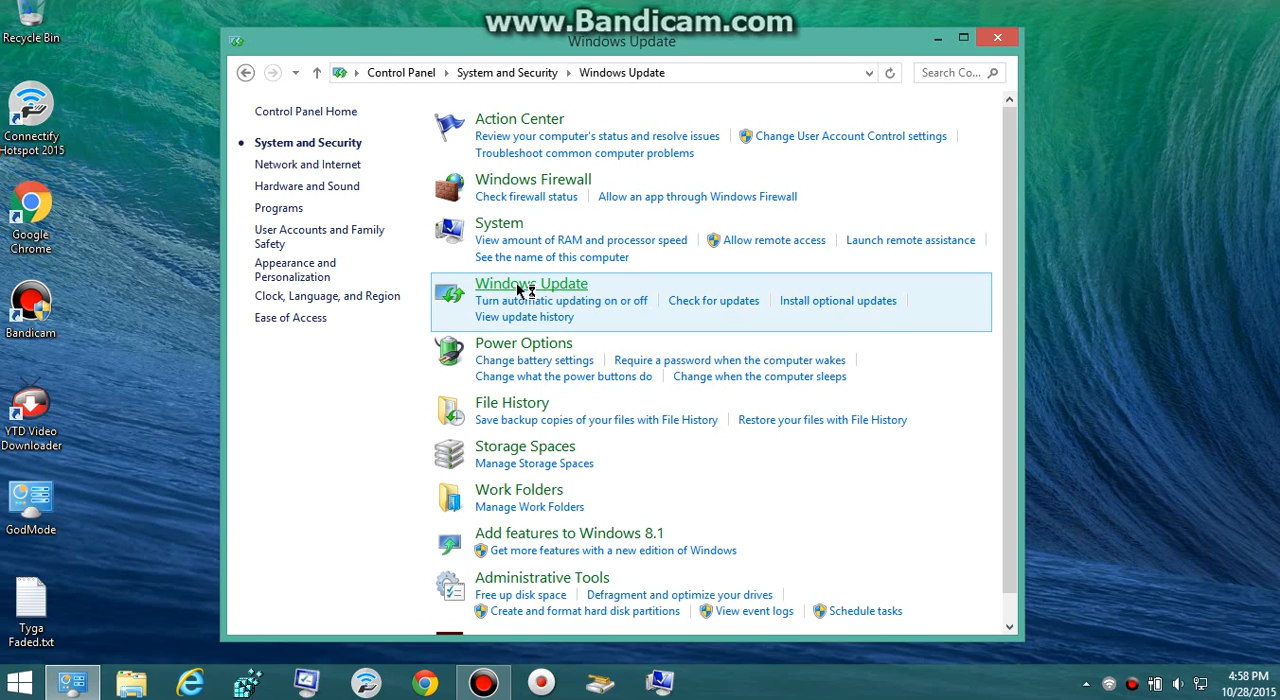 www.Bandicam.com
Recycle Bin
Windows Update
Control Panel
System and Security
Windows Update
Search Co...
Connectify
Hotspot 2015
Google
Chrome
Bandicam
YTD Video
Downloader
GodMode
Tyga
Faded.txt
Control Panel Home
System and Security
Network and Internet
Hardware and Sound
Programs
User Accounts and Family
Safety
Appearance and
Personalization
Clock, Language, and Region
Ease of Access
Action Center
Review your computer's status and resolve issues Change User Account Control settings
Troubleshoot common computer problems
Windows Firewall
Check firewall status Allow an app through Windows Firewall
System
View amount of RAM and processor speed Allow remote access Launch remote assistance
See the name of this computer
Windows Update
Turn automatic updating on or off Check for updates Install optional updates
View update history
Power Options
Change battery settings Require a password when the computer wakes
Change what the power buttons do Change when the computer sleeps
File History
Save backup copies of your files with File History Restore your files with File History
Storage Spaces
Manage Storage Spaces
Work Folders
Manage Work Folders
Add features to Windows 8.1
Get more features with a new edition of Windows
Administrative Tools
Free up disk space Defragment and optimize your drives
Create and format hard disk partitions View event logs Schedule tasks
4:58 PM
10/28/2015